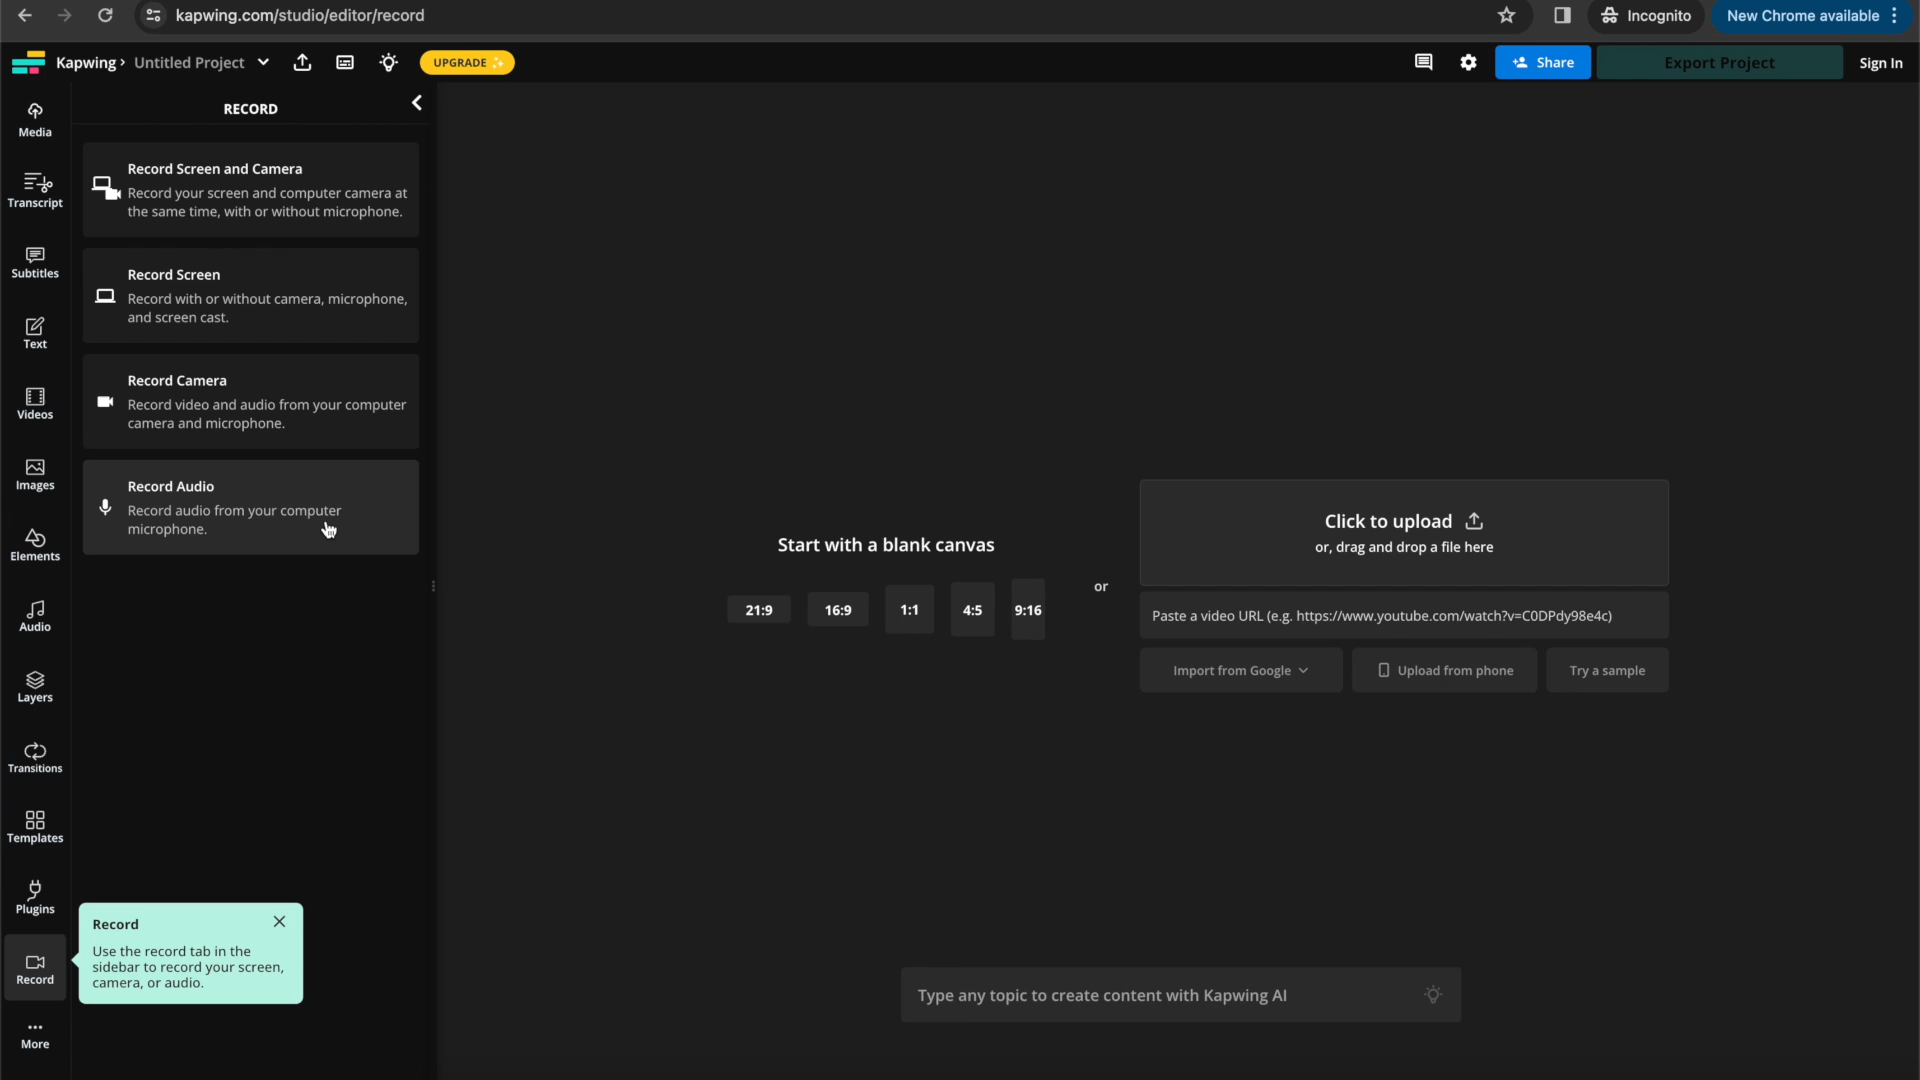 kapwing.com/studio/editor/record
Incognito
New Chrome available
Kapwing › Untitled Project
UPGRADE
Share
Export Project
Sign In
Media
Transcript
Subtitles
Text
Videos
Images
Elements
Audio
Layers
Transitions
Templates
Plugins
Record
More
RECORD
Record Screen and Camera
Record your screen and computer camera at
the same time, with or without microphone.
Record Screen
Record with or without camera, microphone,
and screen cast.
Record Camera
Record video and audio from your computer
camera and microphone.
Record Audio
Record audio from your computer
microphone.
Record
Use the record tab in the
sidebar to record your screen,
camera, or audio.
Start with a blank canvas
21:9
16:9
1:1
4:5
9:16
or
Click to upload
or, drag and drop a file here
Paste a video URL (e.g. https://www.youtube.com/watch?v=C0DPdy98e4c)
Import from Google
Upload from phone
Try a sample
Type any topic to create content with Kapwing AI